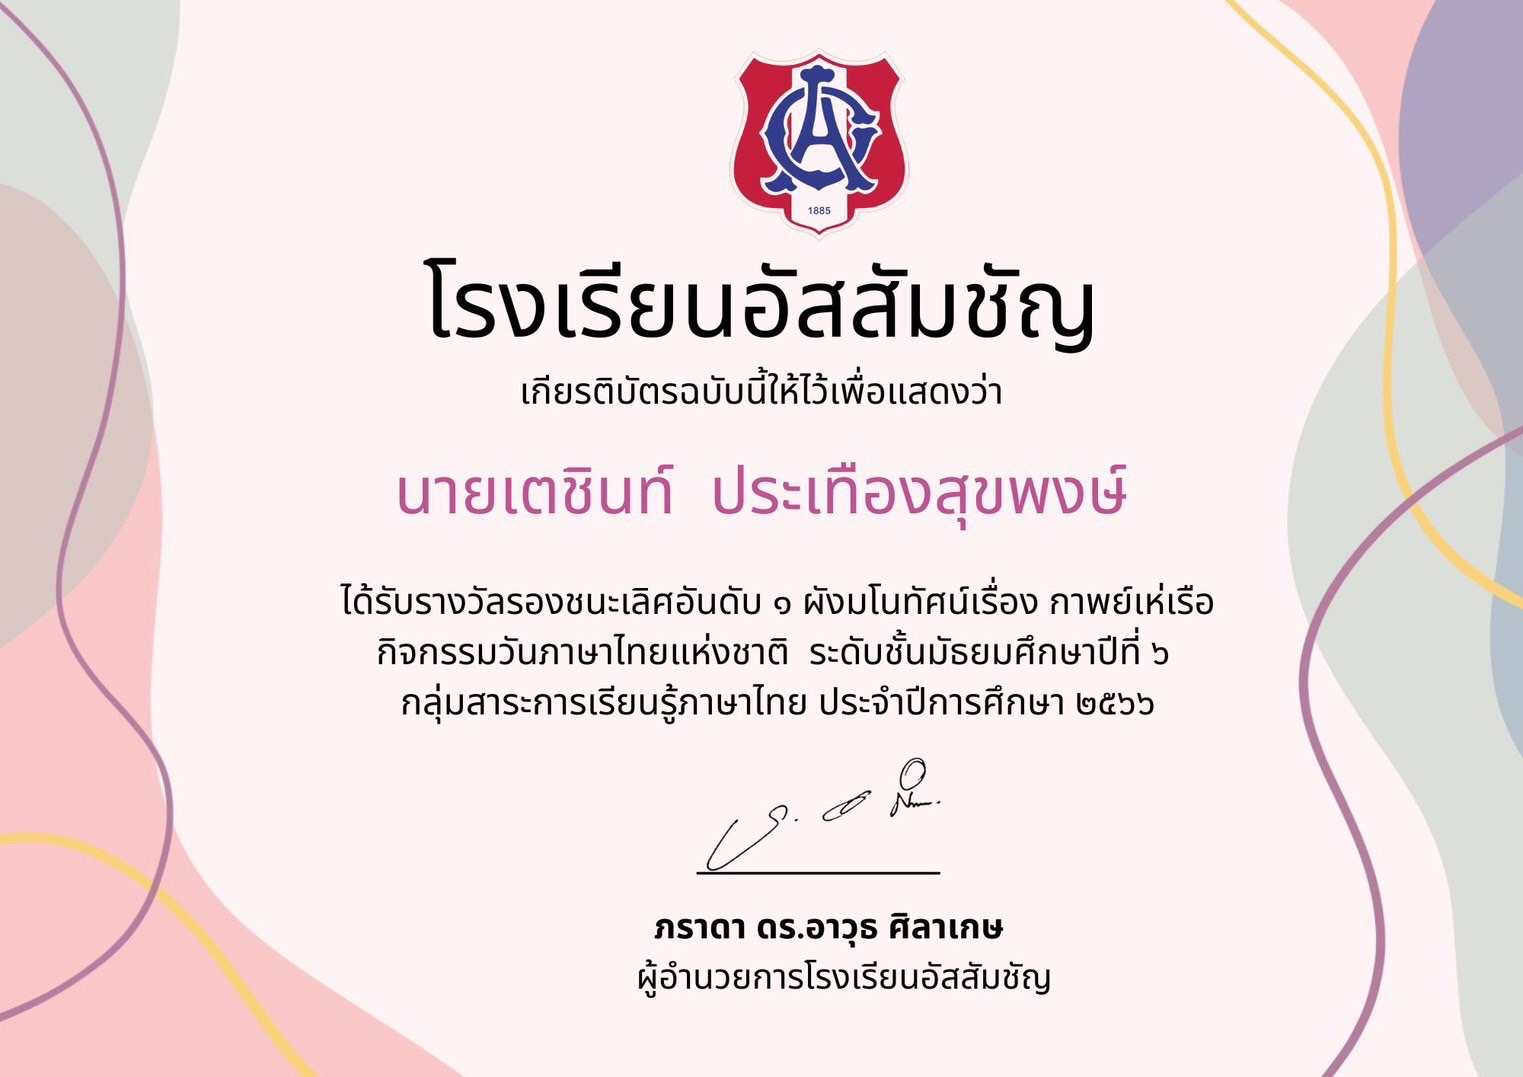 1885
โรงเรียนอัสสัมชัญ
เกียรติบัตรฉบับนี้ให้ไว้เพื่อแสดงว่า
นายเตชินท์ ประเทืองสุขพงษ์
ได้รับรางวัลรองชนะเลิศอันดับ ๑ ผังมโนทัศน์เรื่อง กาพย์เห่เรือ
กิจกรรมวันภาษาไทยแห่งชาติ ระดับชั้นมัธยมศึกษาปีที่ ๖
กลุ่มสาระการเรียนรู้ภาษาไทย ประจำปีการศึกษา ๒๕๖๖
ภราดา ดร.อาวุธ ศิลาเกษ
ผู้อำนวยการโรงเรียนอัสสัมชัญ